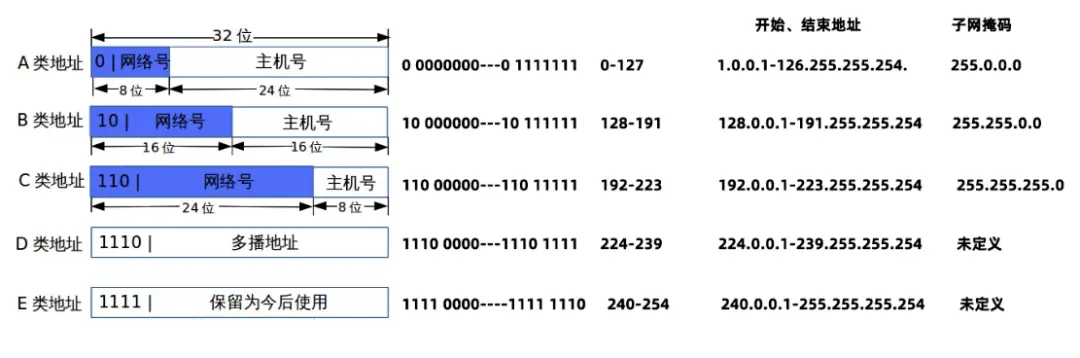 开始、结束地址 子网掩码
32 位
A 类地址 0 | 网络号 主机号 0 0000000---0 1111111 0-127 1.0.0.1-126.255.255.254. 255.0.0.0
8 位 24 位
B 类地址 10 | 网络号 主机号 10 000000---10 111111 128-191 128.0.0.1-191.255.255.254 255.255.0.0
16 位 16 位
C 类地址 110 | 网络号 主机号 110 00000---110 11111 192-223 192.0.0.1-223.255.255.254 255.255.255.0
24 位 8 位
D 类地址 1110 | 多播地址 1110 0000---1110 1111 224-239 224.0.0.1-239.255.255.254 未定义
E 类地址 1111 | 保留为今后使用 1111 0000----1111 1110 240-254 240.0.0.1-255.255.255.254 未定义